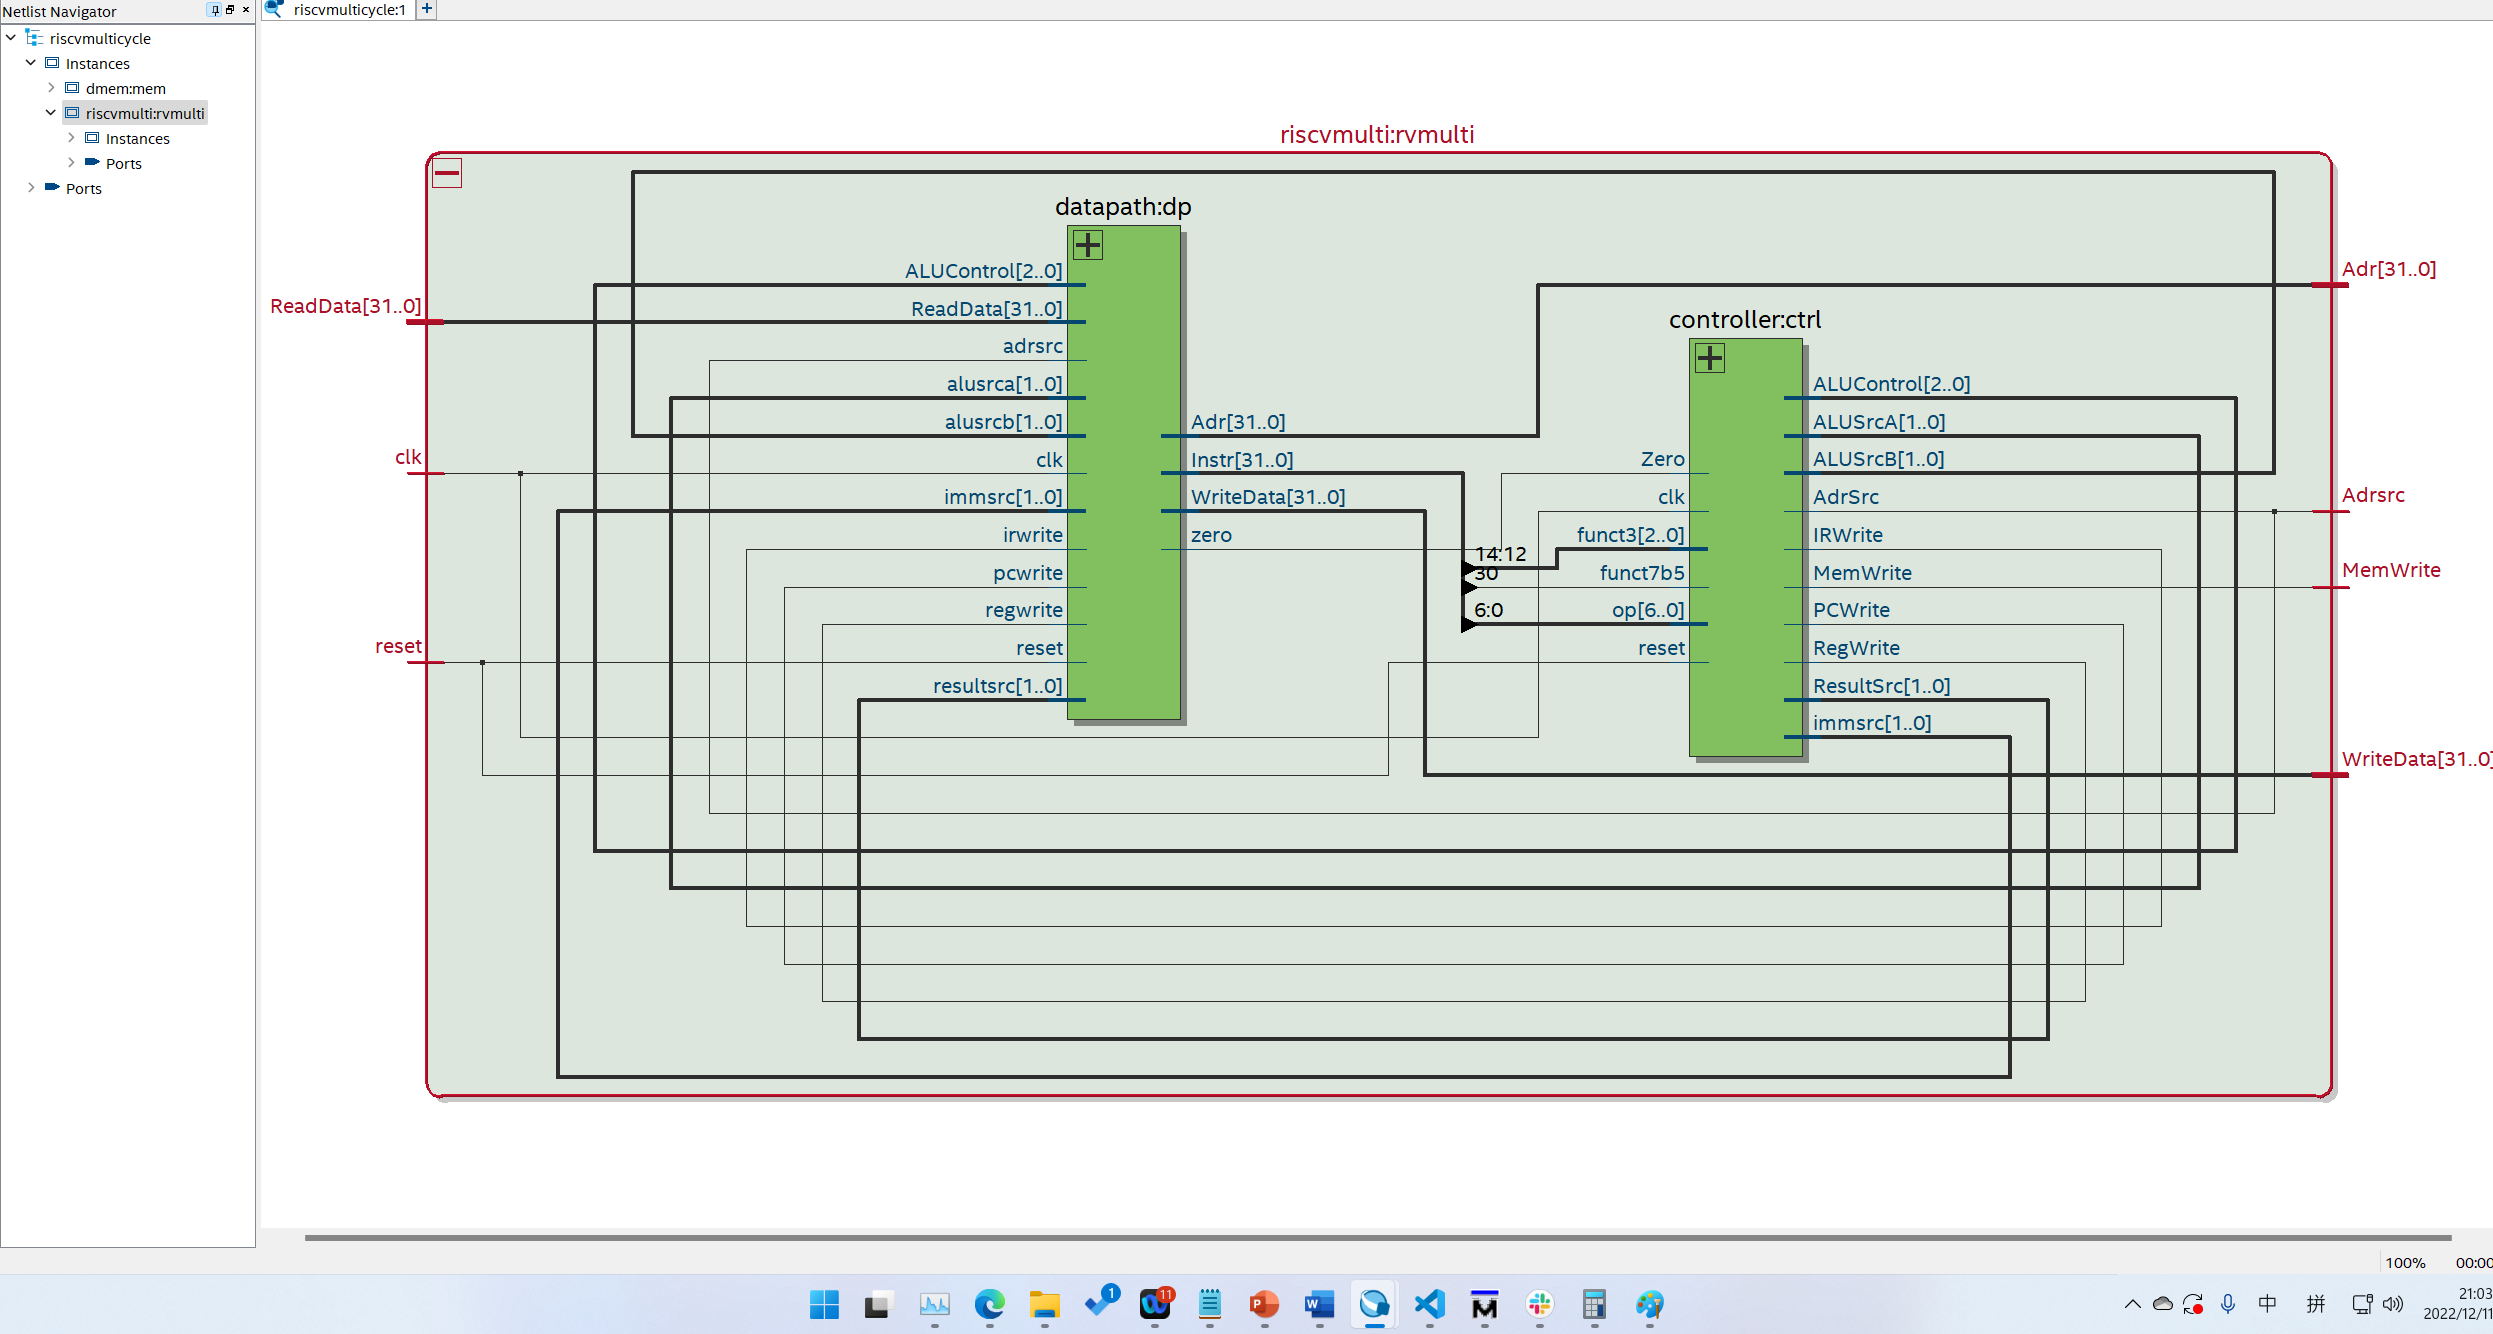 Netlist Navigator
riscvmulticycle:1
riscvmulticycle
Instances
dmem:mem
riscvmulti:rvmulti
Instances
Ports
Ports
riscvmulti:rvmulti
datapath:dp
controller:ctrl
ReadData[31..0]
clk
reset
ALUControl[2..0]
ReadData[31..0]
adrsrc
alusrca[1..0]
alusrcb[1..0]
clk
immsrc[1..0]
irwrite
pcwrite
regwrite
reset
resultsrc[1..0]
Adr[31..0]
Instr[31..0]
WriteData[31..0]
zero
14:12
30
6:0
Zero
clk
funct3[2..0]
funct7b5
op[6..0]
reset
ALUControl[2..0]
ALUSrcA[1..0]
ALUSrcB[1..0]
AdrSrc
IRWrite
MemWrite
PCWrite
RegWrite
ResultSrc[1..0]
immsrc[1..0]
Adr[31..0]
Adrsrc
MemWrite
WriteData[31..0]
100% 00:00
1
11
中
拼
21:03
2022/12/11